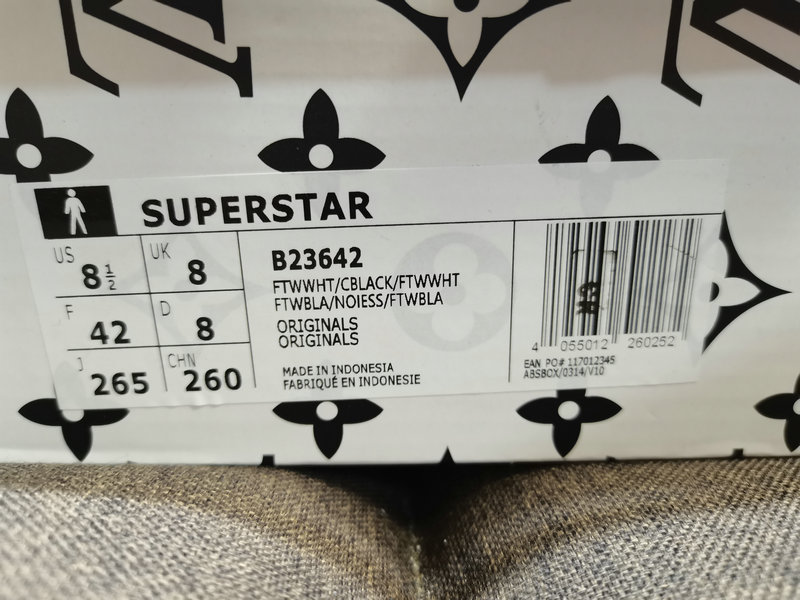 SUPERSTAR
US 8½ UK 8
F 42 D 8
J 265 CHN 260
B23642
FTWWHT/CBLACK/FTWWHT
FTWBLA/NOIESS/FTWBLA
ORIGINALS
ORIGINALS
MADE IN INDONESIA
FABRIQUÉ EN INDONESIE
4 055012 260252
EAN PO# 117012345
ABSBOX/0314/V10